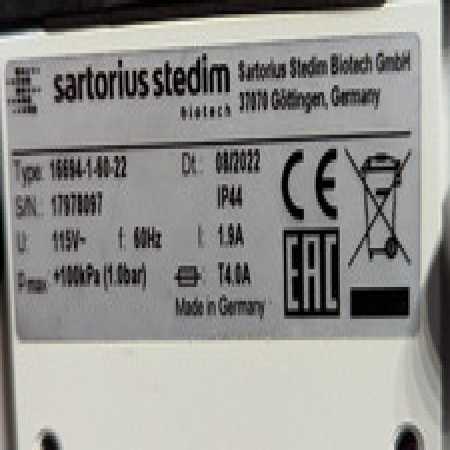 sartorius stedim
biotech
Sartorius Stedim Biotech GmbH
37070 Göttingen, Germany
Type: 16694-1-60-22 Dt.: 08/2022
S/N.: 17978097 IP44
U: 115V~ f: 60Hz I: 1.9A
Pmax +100kPa (1.0bar) T4.0A
Made in Germany
CE
EAC